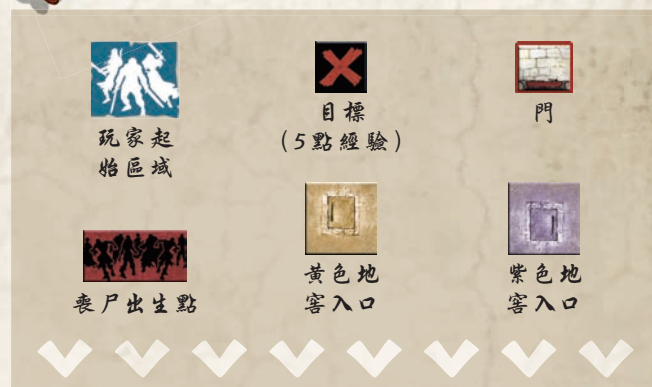 玩家起
始區域
目標
(5點經驗)
門
喪尸出生點
黃色地
窖入口
紫色地
窖入口